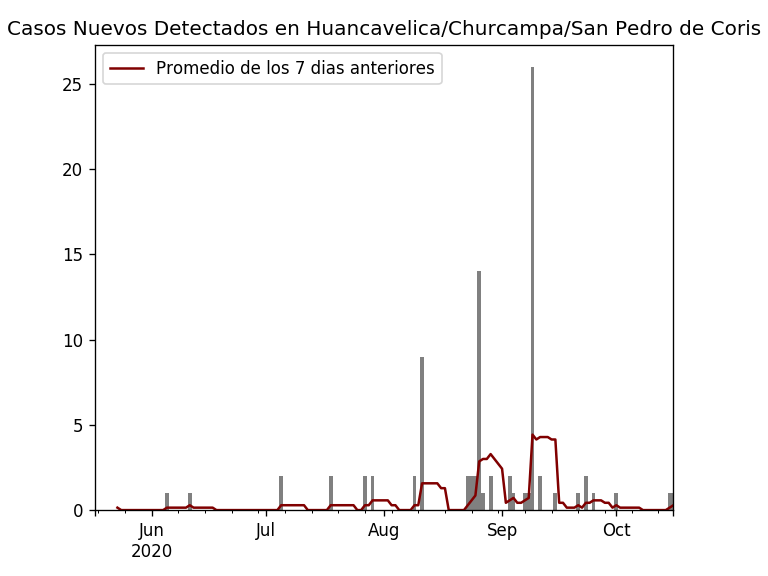 Casos Nuevos Detectados en Huancavelica/Churcampa/San Pedro de Coris
Promedio de los 7 dias anteriores
25
20
15
10
5
0
Jun Jul Aug Sep Oct
2020